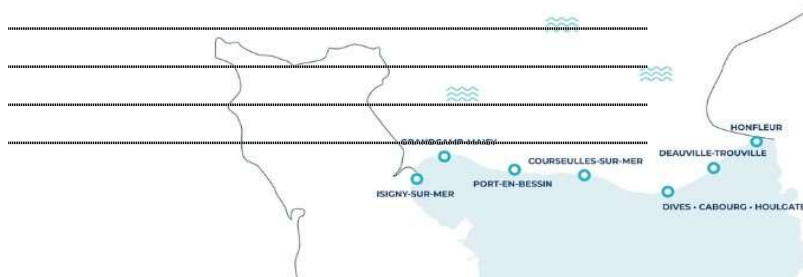 HONFLEUR
GRANDCAMP-MAISY
DEAUVILLE-TROUVILLE
COURSEULLES-SUR-MER
PORT-EN-BESSIN
ISIGNY-SUR-MER
DIVES • CABOURG • HOULGATE